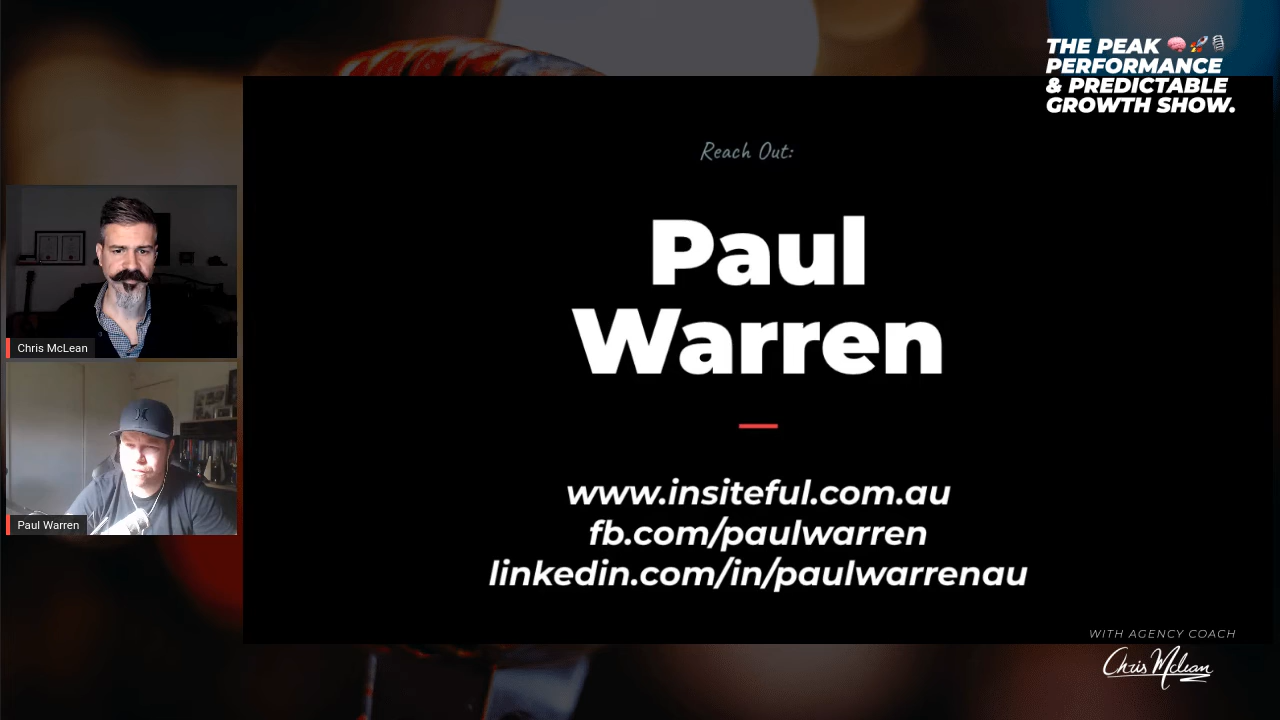 THE PEAK
PERFORMANCE
& PREDICTABLE
GROWTH SHOW.
Reach Out:
Paul
Warren
www.insiteful.com.au
fb.com/paulwarren
linkedin.com/in/paulwarrenau
Chris McLean
Paul Warren
WITH AGENCY COACH
Chris Mclean